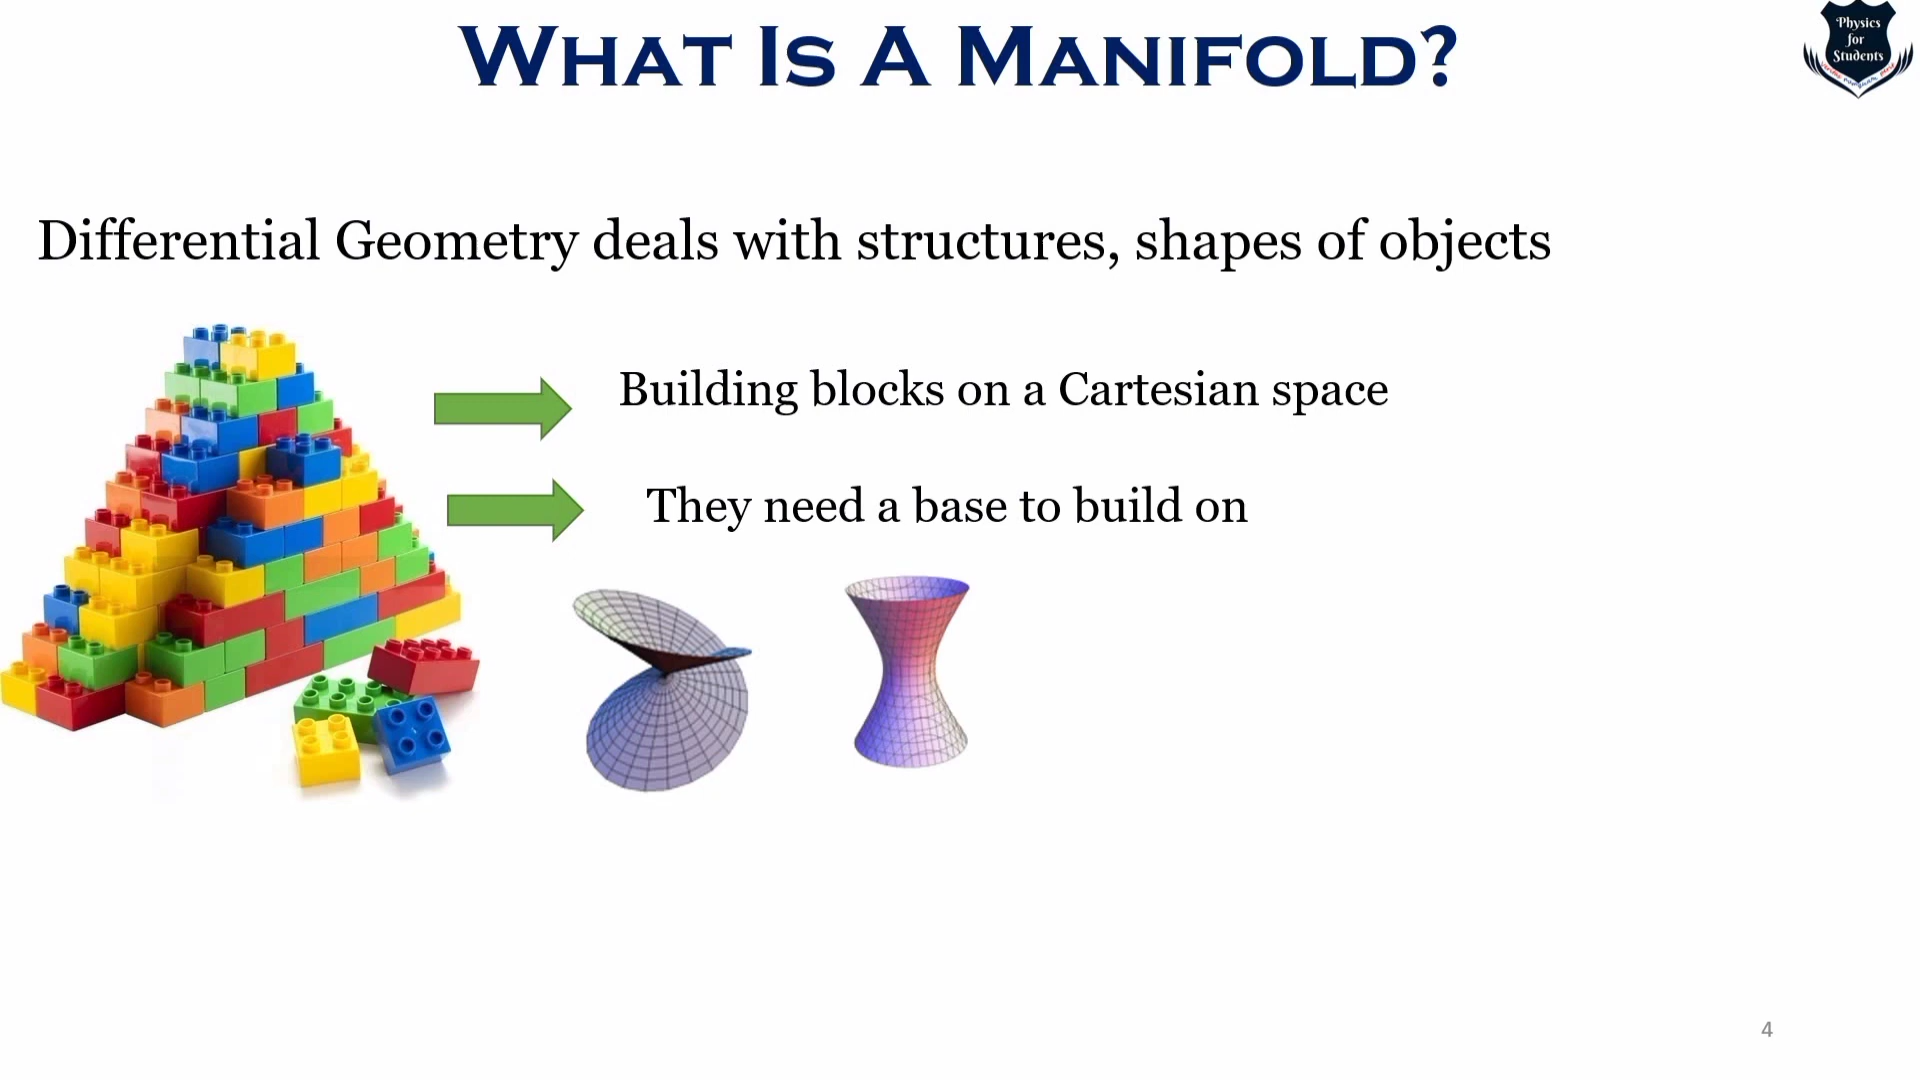 WHAT IS A MANIFOLD?
Physics
for
Students
Differential Geometry deals with structures, shapes of objects
Building blocks on a Cartesian space
They need a base to build on
4